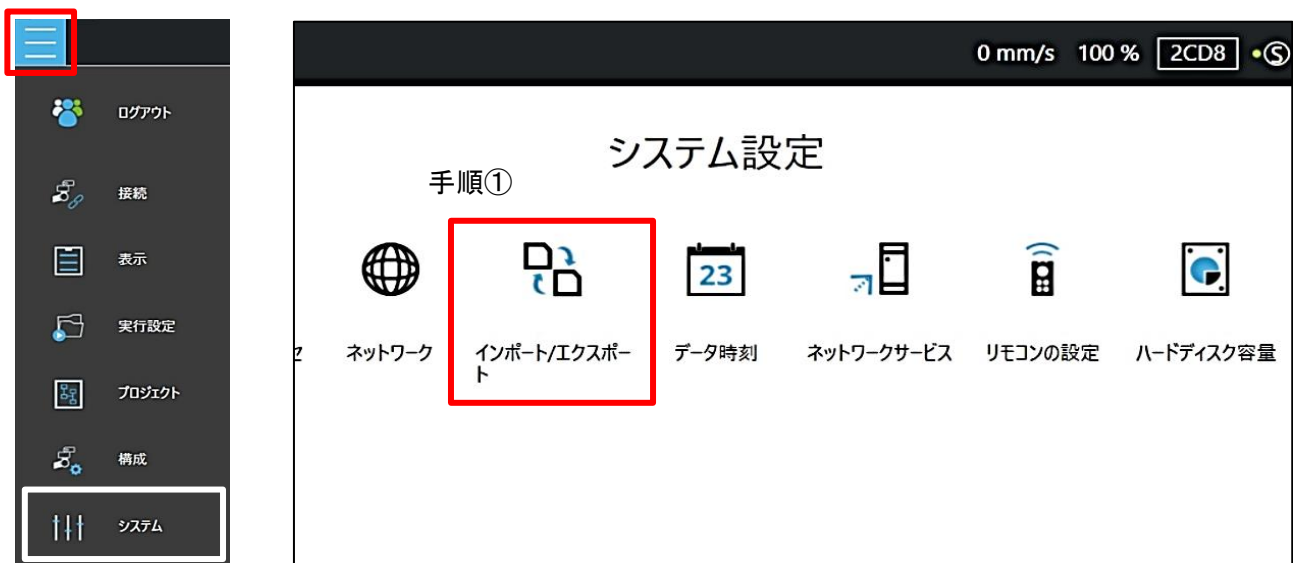 ログアウト
接続
表示
実行設定
プロジェクト
構成
システム
0 mm/s 100 % 2CD8 S
システム設定
手順①
23
ネットワーク
インポート/エクスポー
ト
データ時刻
ネットワークサービス
リモコンの設定
ハードディスク容量